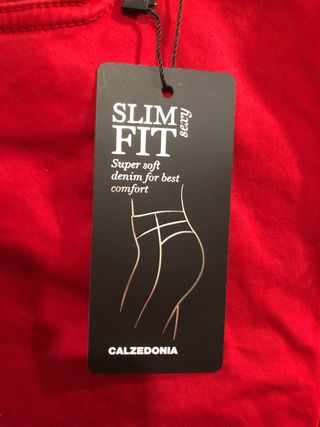 SLIM
sexy
FIT
Super soft
denim for best
comfort
CALZEDONIA